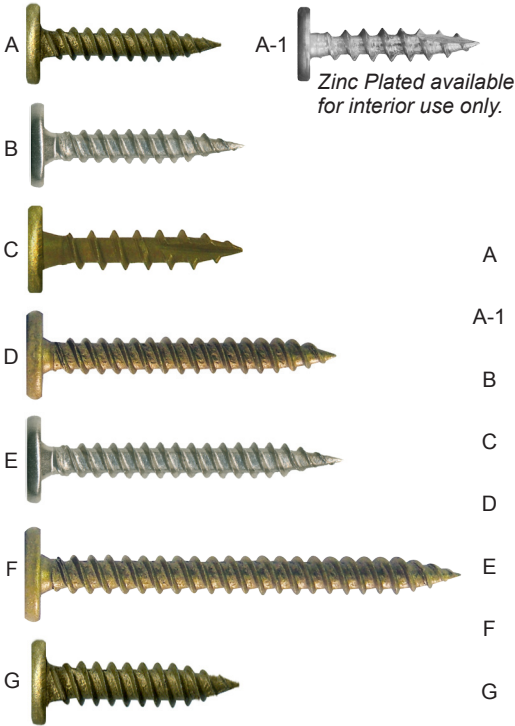 A
A-1
Zinc Plated available
for interior use only.
B
C
D
E
F
G
A
A-1
B
C
D
E
F
G